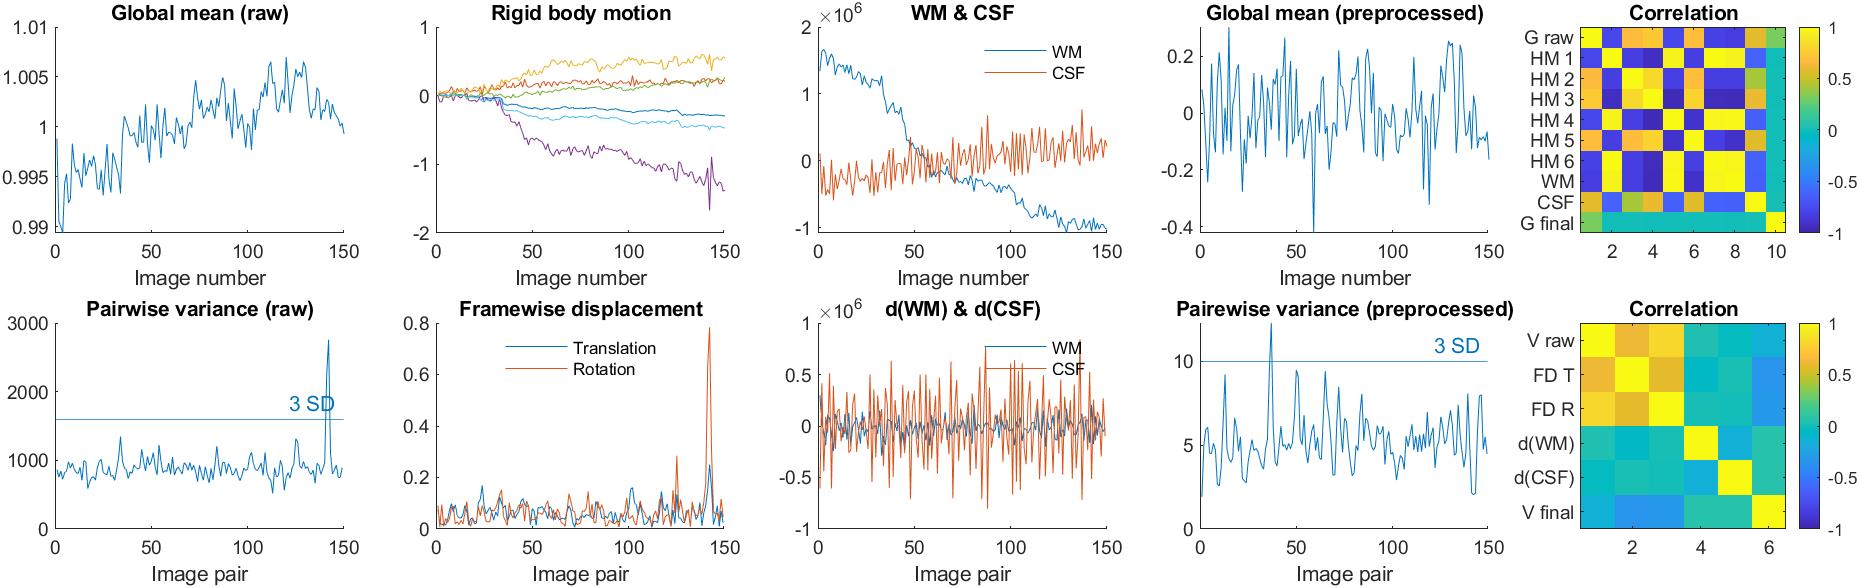 Global mean (raw)
1.01
1.005
1
0.995
0.99
0 50 100 150
Image number
Rigid body motion
1
0
-1
-2
50 100 150
Image number
WM & CSF
×10^6
2
1
0
-1
WM
CSF
0 50 100 150
Image number
Global mean (preprocessed)
0.2
0
-0.2
-0.4
0 50 100 150
Image number
Correlation
G raw
HM 1
HM 2
HM 3
HM 4
HM 5
HM 6
WM
CSF
G final
2 4 6 8 10
1
0.5
0
-0.5
-1
Pairwise variance (raw)
3000
2000
1000
0
3 SD
0 50 100 150
Image pair
Framewise displacement
0.8
0.6
0.4
0.2
0
Translation
Rotation
0 50 100 150
Image pair
d(WM) & d(CSF)
×10^6
1
0.5
0
-0.5
-1
WM
CSF
0 50 100 150
Image pair
Pairewise variance (preprocessed)
10
5
0
3 SD
0 50 100 150
Image pair
Correlation
V raw
FD T
FD R
d(WM)
d(CSF)
V final
2 4 6
1
0.5
0
-0.5
-1